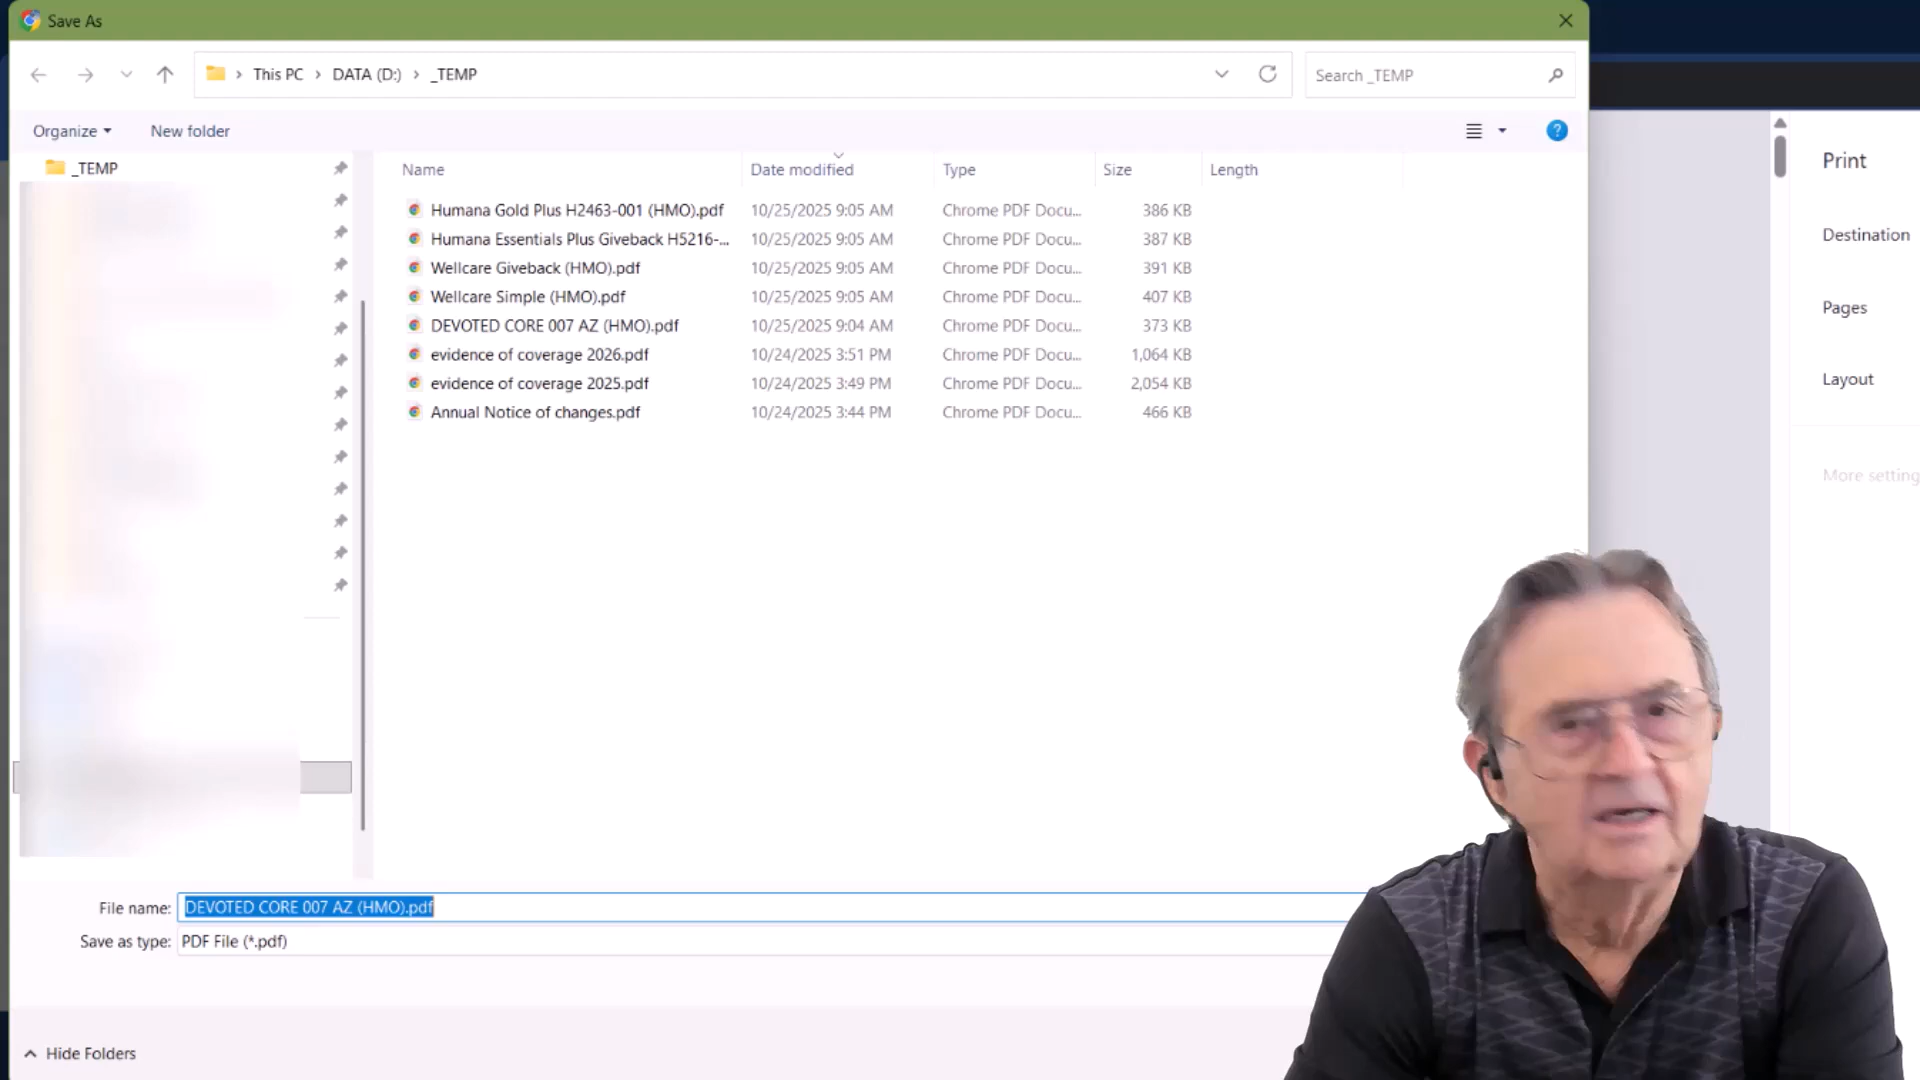 Save As
This PC > DATA (D:) > _TEMP
Search _TEMP
Organize
New folder
?
Print
_TEMP
Name Date modified Type Size Length
Humana Gold Plus H2463-001 (HMO).pdf 10/25/2025 9:05 AM Chrome PDF Docu... 386 KB
Destination
Humana Essentials Plus Giveback H5216-... 10/25/2025 9:05 AM Chrome PDF Docu... 387 KB
Wellcare Giveback (HMO).pdf 10/25/2025 9:05 AM Chrome PDF Docu... 391 KB
Wellcare Simple (HMO).pdf 10/25/2025 9:05 AM Chrome PDF Docu... 407 KB
Pages
DEVOTED CORE 007 AZ (HMO).pdf 10/25/2025 9:04 AM Chrome PDF Docu... 373 KB
evidence of coverage 2026.pdf 10/24/2025 3:51 PM Chrome PDF Docu... 1,064 KB
Layout
evidence of coverage 2025.pdf 10/24/2025 3:49 PM Chrome PDF Docu... 2,054 KB
Annual Notice of changes.pdf 10/24/2025 3:44 PM Chrome PDF Docu... 466 KB
More setting
File name: DEVOTED CORE 007 AZ (HMO).pdf
Save as type: PDF File (*.pdf)
Hide Folders